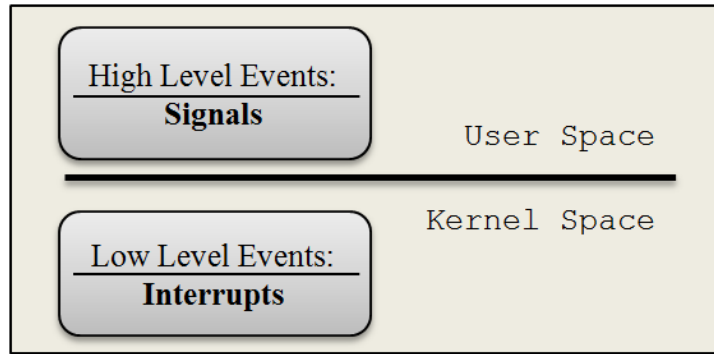 High Level Events:
Signals
User Space
Kernel Space
Low Level Events:
Interrupts